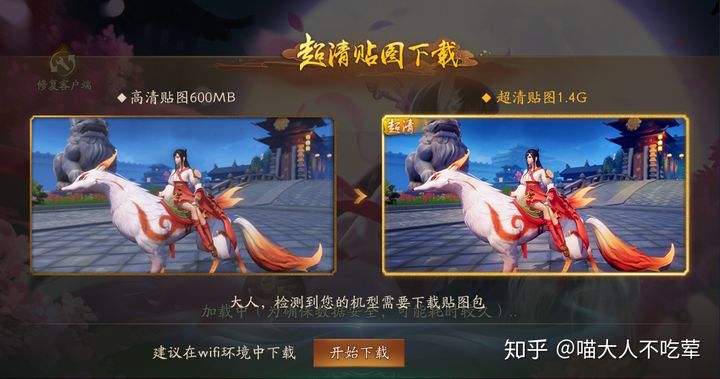 超清贴图下载
修复客户端
◆高清贴图600MB
◆超清贴图1.4G
超清
大人，检测到您的机型需要下载贴图包
加载中（为确保数据安全，可能耗时较久）..
建议在wifi环境中下载
开始下载
知乎 @喵大人不吃荤